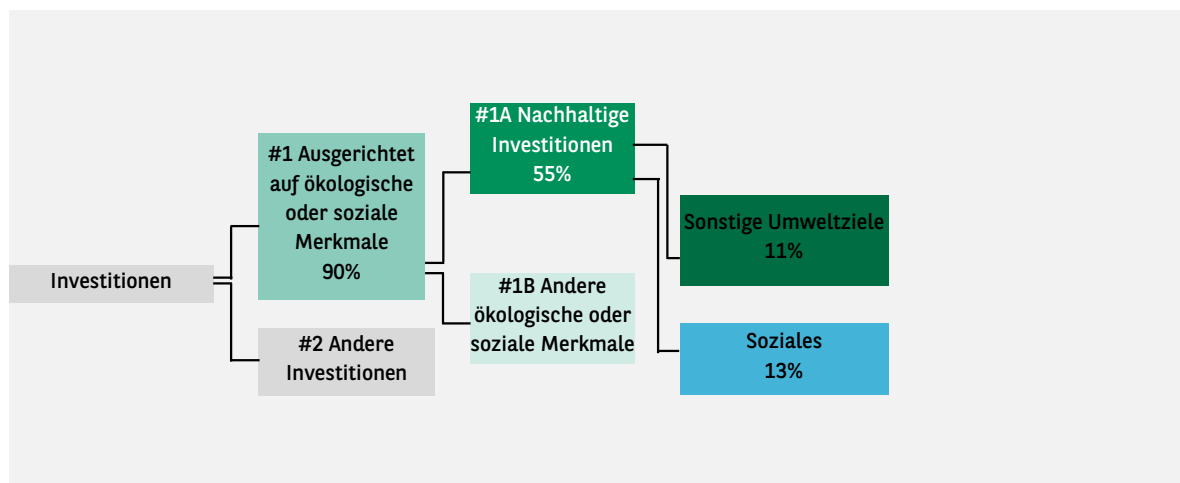 Investitionen
#1 Ausgerichtet
auf ökologische
oder soziale
Merkmale
90%
#2 Andere
Investitionen
#1A Nachhaltige
Investitionen
55%
#1B Andere
ökologische oder
soziale Merkmale
Sonstige Umweltziele
11%
Soziales
13%